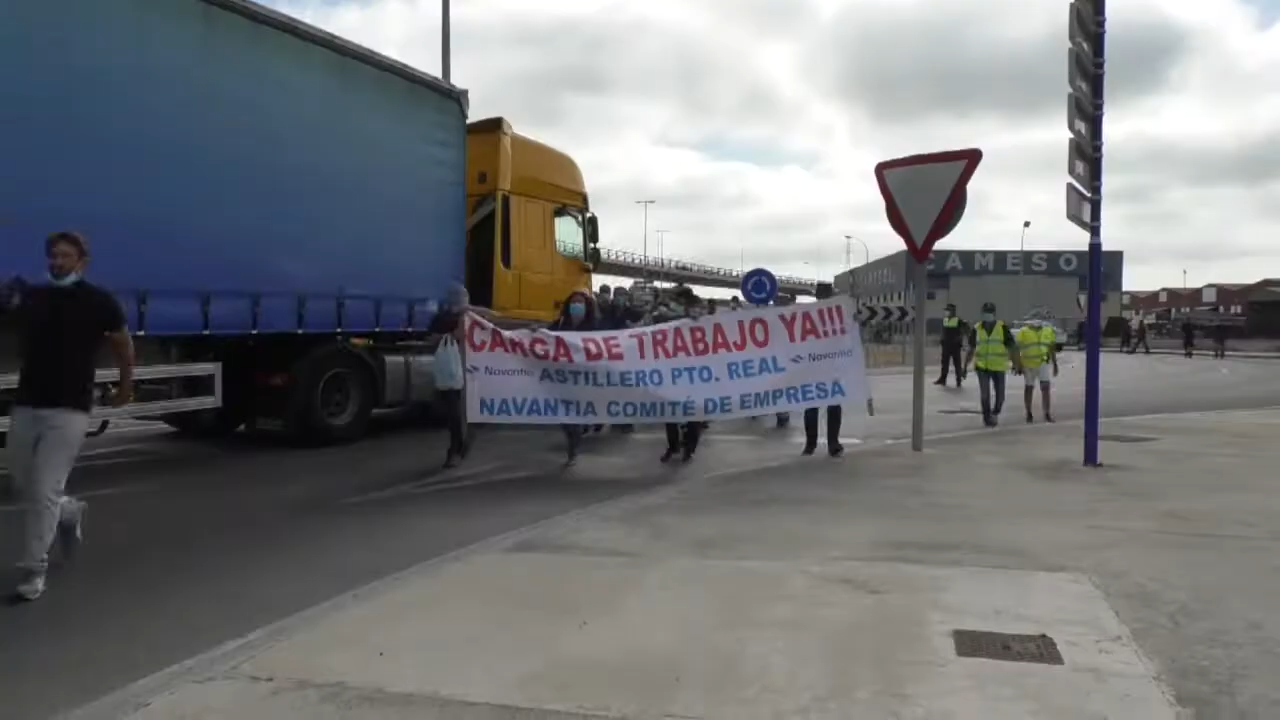 CAMESO
CARGA DE TRABAJO YA!!!
Navantia ASTILLERO PTO. REAL Navantia
NAVANTIA COMITÉ DE EMPRESA